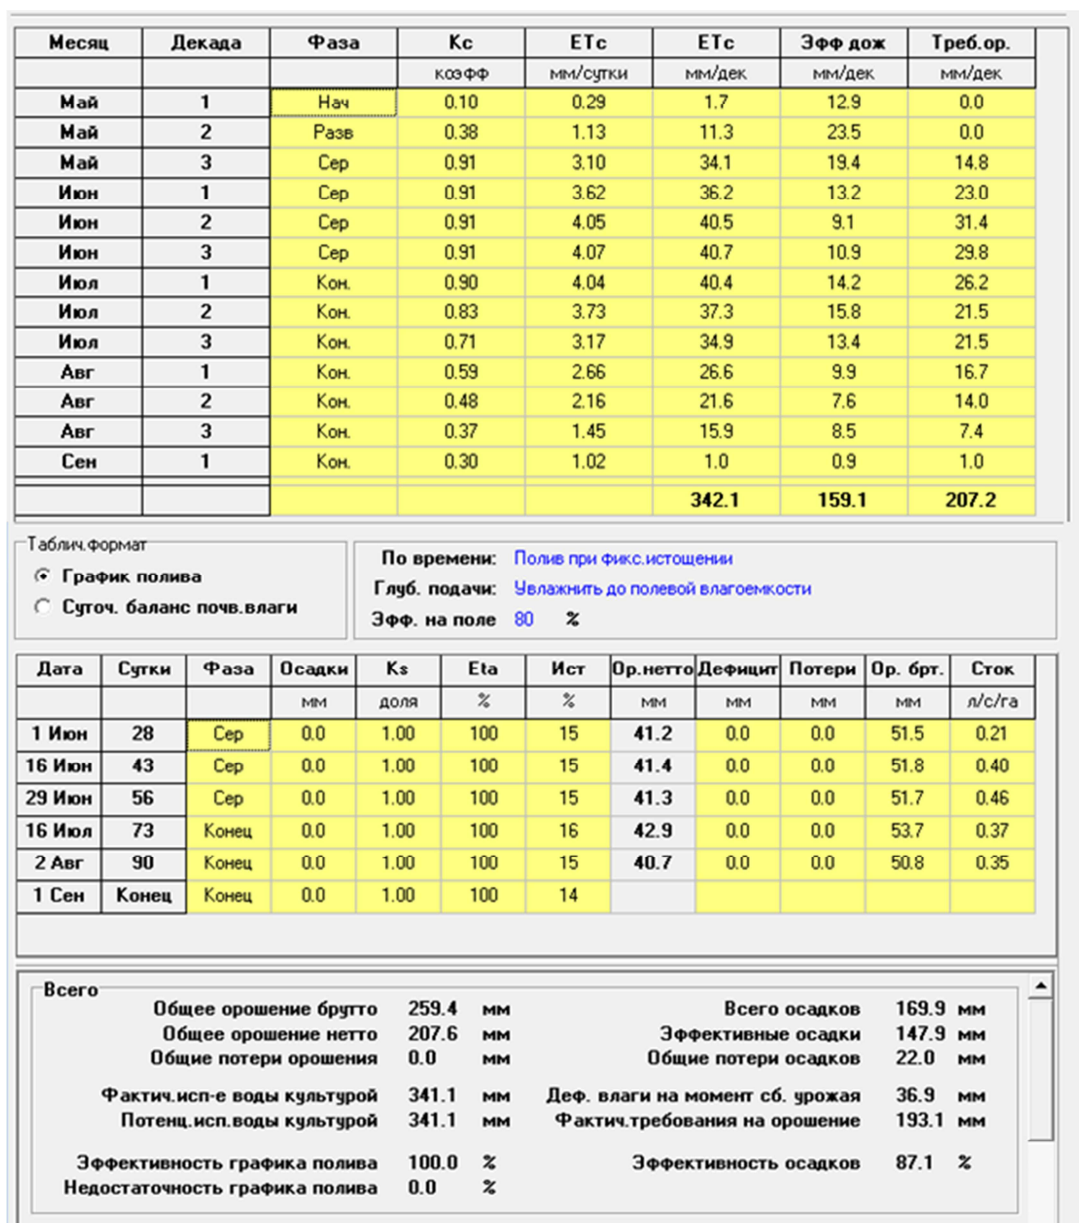 Месяц Декада Фаза Кс ЕТс ЕТс Эфф дож Треб.ор.
коэфф мм/сутки мм/дек мм/дек мм/дек
Май 1 Нач 0.10 0.29 1.7 12.9 0.0
Май 2 Разв 0.38 1.13 11.3 23.5 0.0
Май 3 Сер 0.91 3.10 34.1 19.4 14.8
Июн 1 Сер 0.91 3.62 36.2 13.2 23.0
Июн 2 Сер 0.91 4.05 40.5 9.1 31.4
Июн 3 Сер 0.91 4.07 40.7 10.9 29.8
Июл 1 Кон. 0.90 4.04 40.4 14.2 26.2
Июл 2 Кон. 0.83 3.73 37.3 15.8 21.5
Июл 3 Кон. 0.71 3.17 34.9 13.4 21.5
Авг 1 Кон. 0.59 2.66 26.6 9.9 16.7
Авг 2 Кон. 0.48 2.16 21.6 7.6 14.0
Авг 3 Кон. 0.37 1.45 15.9 8.5 7.4
Сен 1 Кон. 0.30 1.02 1.0 0.9 1.0
342.1 159.1 207.2
Таблич.формат
График полива
Суточ. баланс почв.влаги
По времени: Полив при фикс.истощении
Глуб. подачи: Увлажнить до полевой влагоемкости
Эфф. на поле 80 %
Дата Сутки Фаза Осадки Ks Eta Ист Ор.нетто Дефицит Потери Ор. брт. Сток
мм доля % % мм мм мм мм л/с/га
1 Июн 28 Сер 0.0 1.00 100 15 41.2 0.0 0.0 51.5 0.21
16 Июн 43 Сер 0.0 1.00 100 15 41.4 0.0 0.0 51.8 0.40
29 Июн 56 Сер 0.0 1.00 100 15 41.3 0.0 0.0 51.7 0.46
16 Июл 73 Конец 0.0 1.00 100 16 42.9 0.0 0.0 53.7 0.37
2 Авг 90 Конец 0.0 1.00 100 15 40.7 0.0 0.0 50.8 0.35
1 Сен Конец Конец 0.0 1.00 100 14
Всего
Общее орошение брутто 259.4 мм Всего осадков 169.9 мм
Общее орошение нетто 207.6 мм Эффективные осадки 147.9 мм
Общие потери орошения 0.0 мм Общие потери осадков 22.0 мм
Фактич.исп-е воды культурой 341.1 мм Деф. влаги на момент сб. урожая 36.9 мм
Потенц.исп.воды культурой 341.1 мм Фактич.требования на орошение 193.1 мм
Эффективность графика полива 100.0 % Эффективность осадков 87.1 %
Недостаточность графика полива 0.0 %